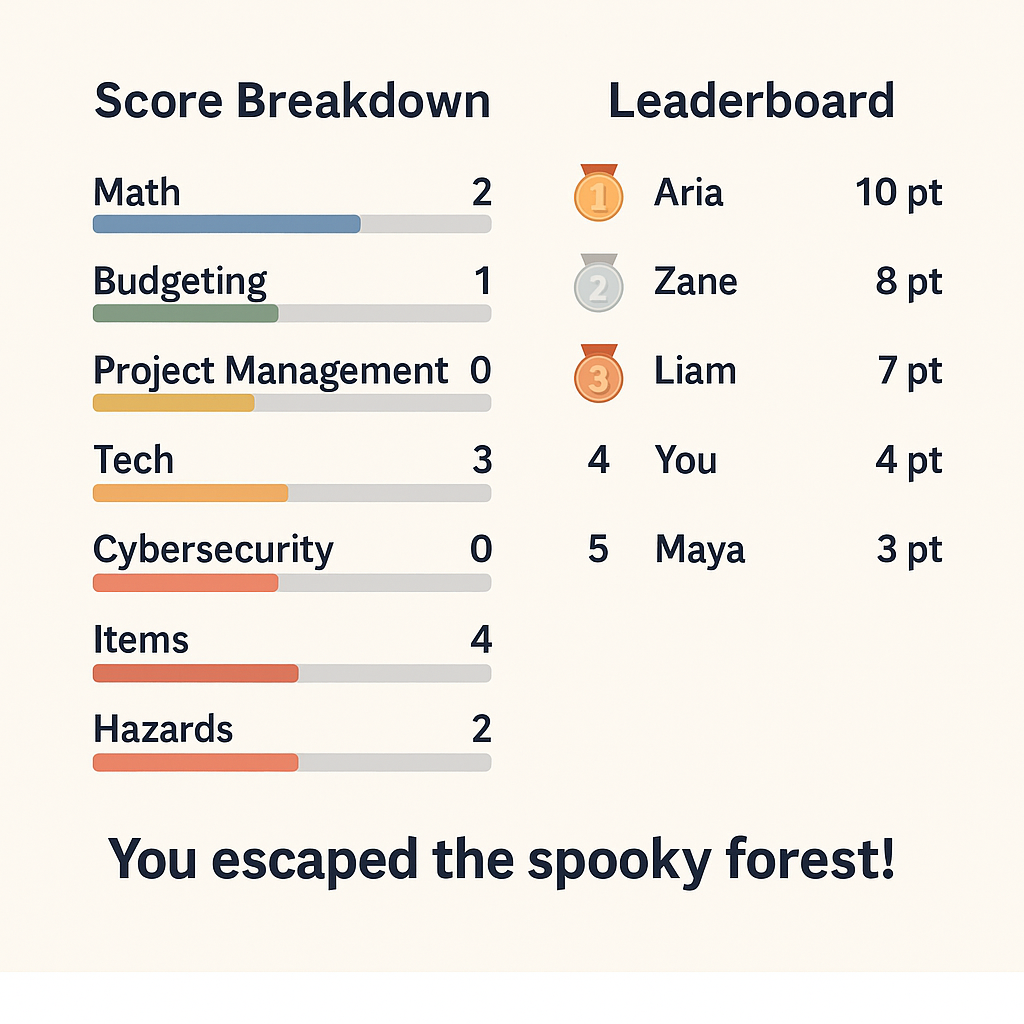 Score Breakdown
Math 2
Budgeting 1
Project Management 0
Tech 3
Cybersecurity 0
Items 4
Hazards 2
Leaderboard
1 Aria 10 pt
2 Zane 8 pt
3 Liam 7 pt
4 You 4 pt
5 Maya 3 pt
You escaped the spooky forest!